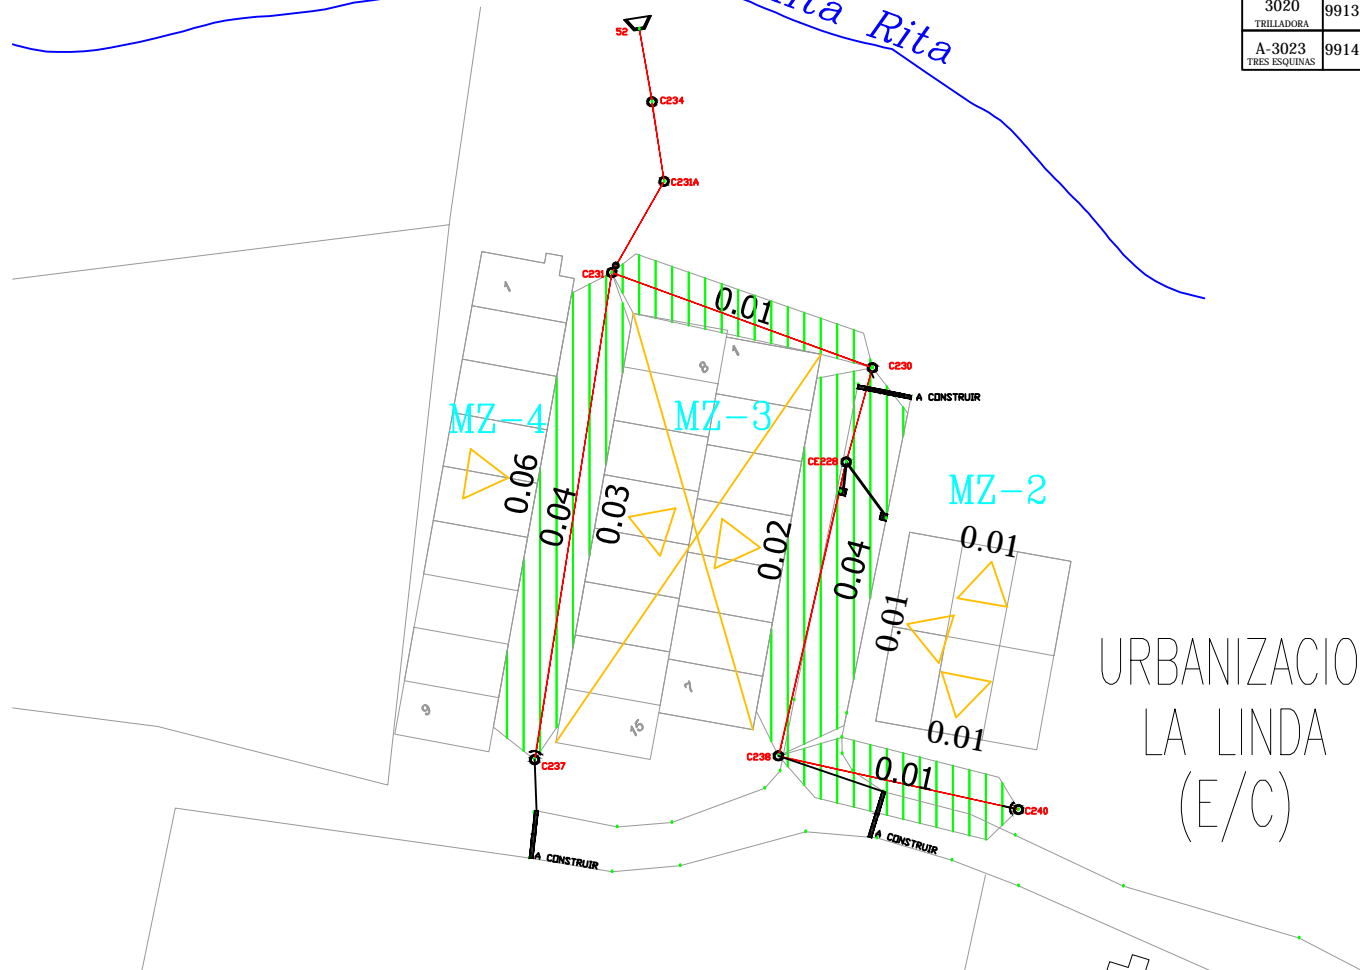 Rita
3020
9913
TRILLADORA
A-3023
9914
TRES ESQUINAS
52
C234
C231A
C231
0.01
C230
A CONSTRUIR
1
8
1
MZ-4
MZ-3
CE228
MZ-2
0.06
0.04
0.03
0.02
0.04
0.01
0.01
0.01
9
7
15
C237
C238
0.01
C240
A CONSTRUIR
A CONSTRUIR
URBANIZACIO
LA LINDA
(E/C)